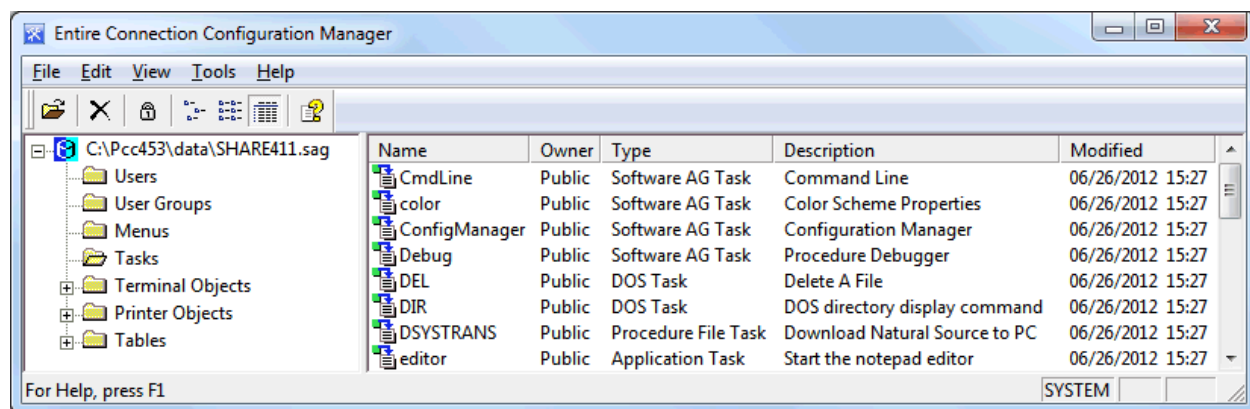 Entire Connection Configuration Manager
File Edit View Tools Help
C:\Pcc453\data\SHARE411.sag
Users
User Groups
Menus
Tasks
Terminal Objects
Printer Objects
Tables
Name Owner Type Description Modified
CmdLine Public Software AG Task Command Line 06/26/2012 15:27
color Public Software AG Task Color Scheme Properties 06/26/2012 15:27
ConfigManager Public Software AG Task Configuration Manager 06/26/2012 15:27
Debug Public Software AG Task Procedure Debugger 06/26/2012 15:27
DEL Public DOS Task Delete A File 06/26/2012 15:27
DIR Public DOS Task DOS directory display command 06/26/2012 15:27
DSYSTRANS Public Procedure File Task Download Natural Source to PC 06/26/2012 15:27
editor Public Application Task Start the notepad editor 06/26/2012 15:27
For Help, press F1 SYSTEM